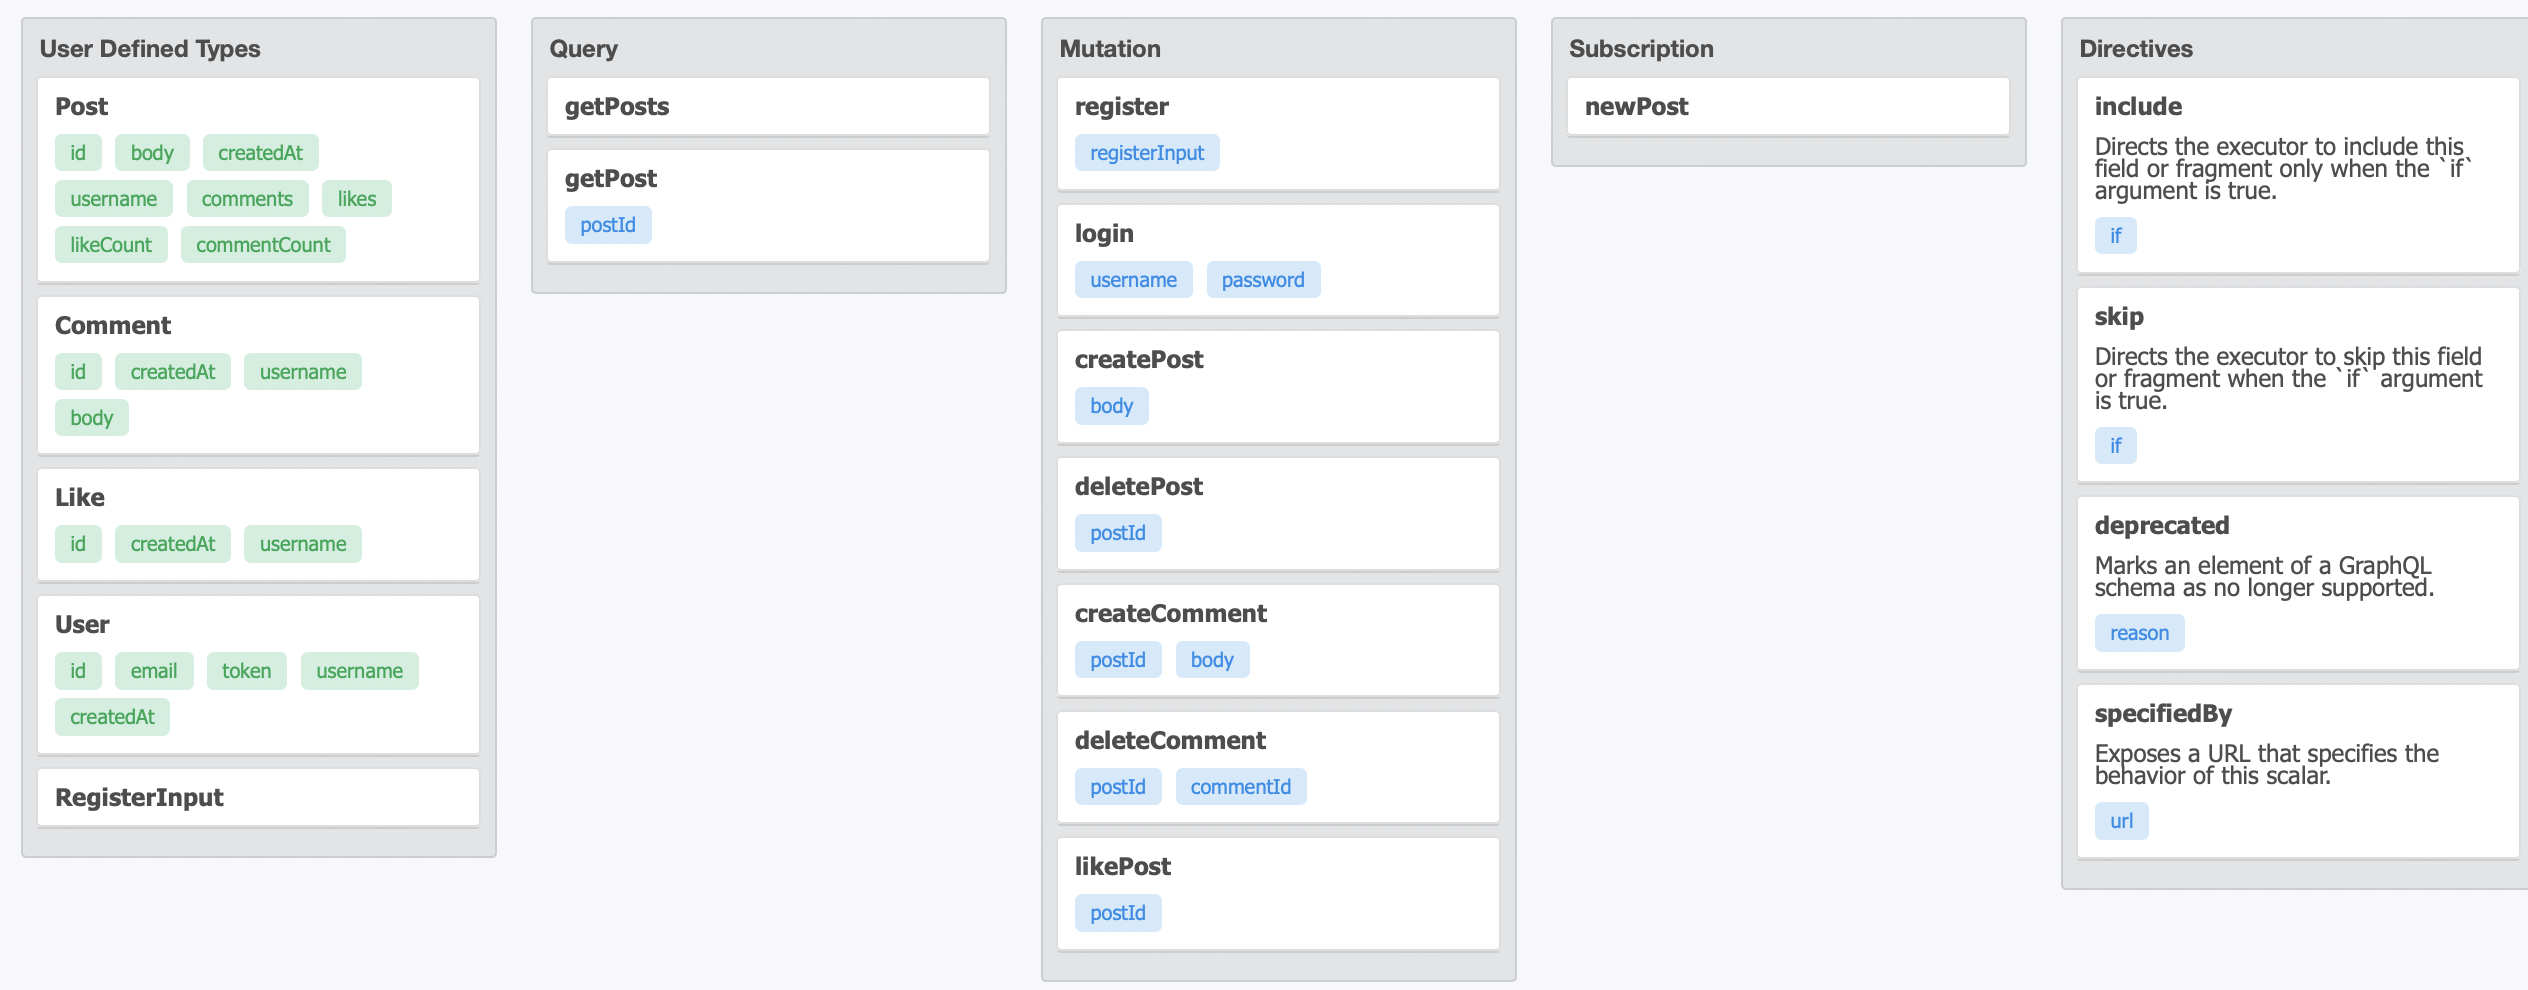 User Defined Types
Post
id body createdAt
username comments likes
likeCount commentCount
Comment
id createdAt username
body
Like
id createdAt username
User
id email token username
createdAt
RegisterInput
Query
getPosts
getPost
postId
Mutation
register
registerInput
login
username password
createPost
body
deletePost
postId
createComment
postId body
deleteComment
postId commentId
likePost
postId
Subscription
newPost
Directives
include
Directs the executor to include this
field or fragment only when the `if`
argument is true.
if
skip
Directs the executor to skip this field
or fragment when the `if` argument
is true.
if
deprecated
Marks an element of a GraphQL
schema as no longer supported.
reason
specifiedBy
Exposes a URL that specifies the
behavior of this scalar.
url